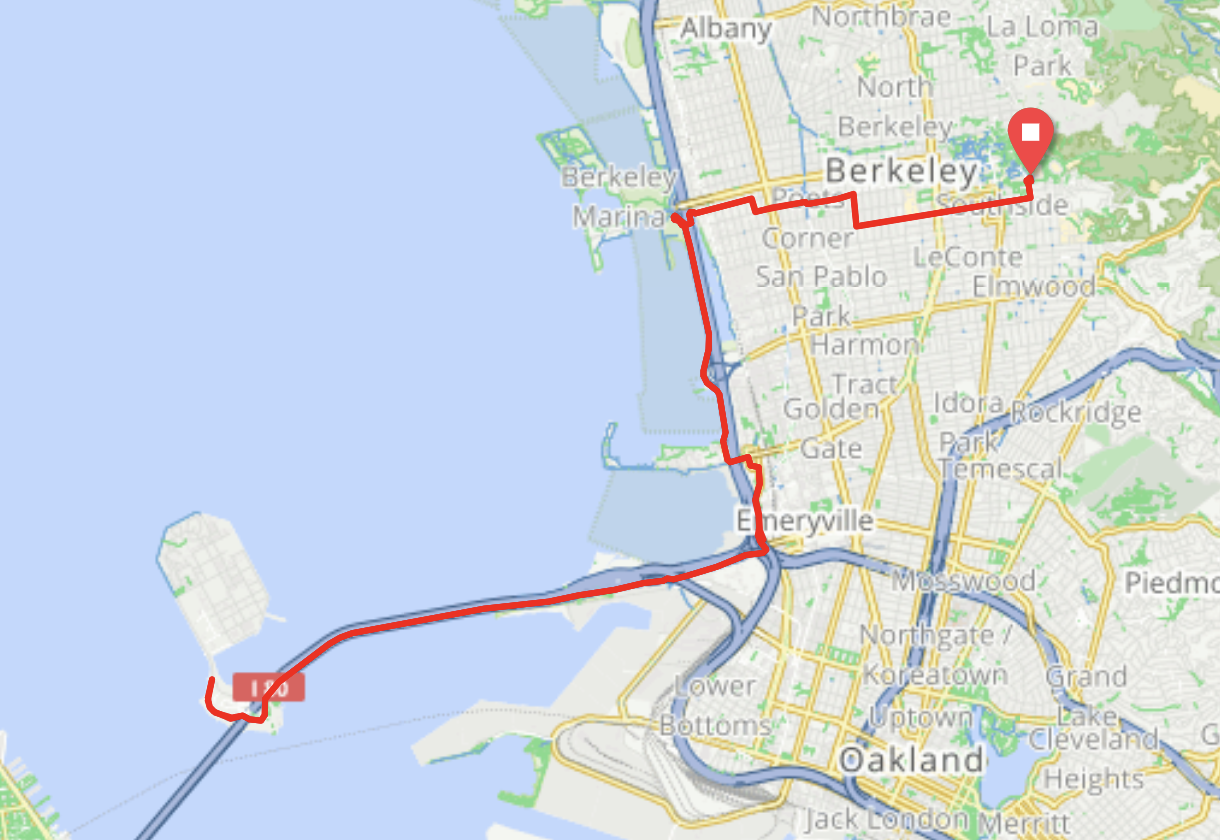 Albany
Northbrae
La Loma
Park
North
Berkeley
Berkeley
Berkeley
Marina
Poets
Corner
Southside
San Pablo
Park
LeConte
Elmwood
Harmon
Tract
Golden
Gate
Idora
Park
Rockridge
Temescal
Emeryville
Mosswood
Piedmo
Northgate /
Koreatown
Grand
I 80
Lower
Bottoms
Uptown
Lake
Cleveland
Heights
G
Oakland
Jack London
Merritt